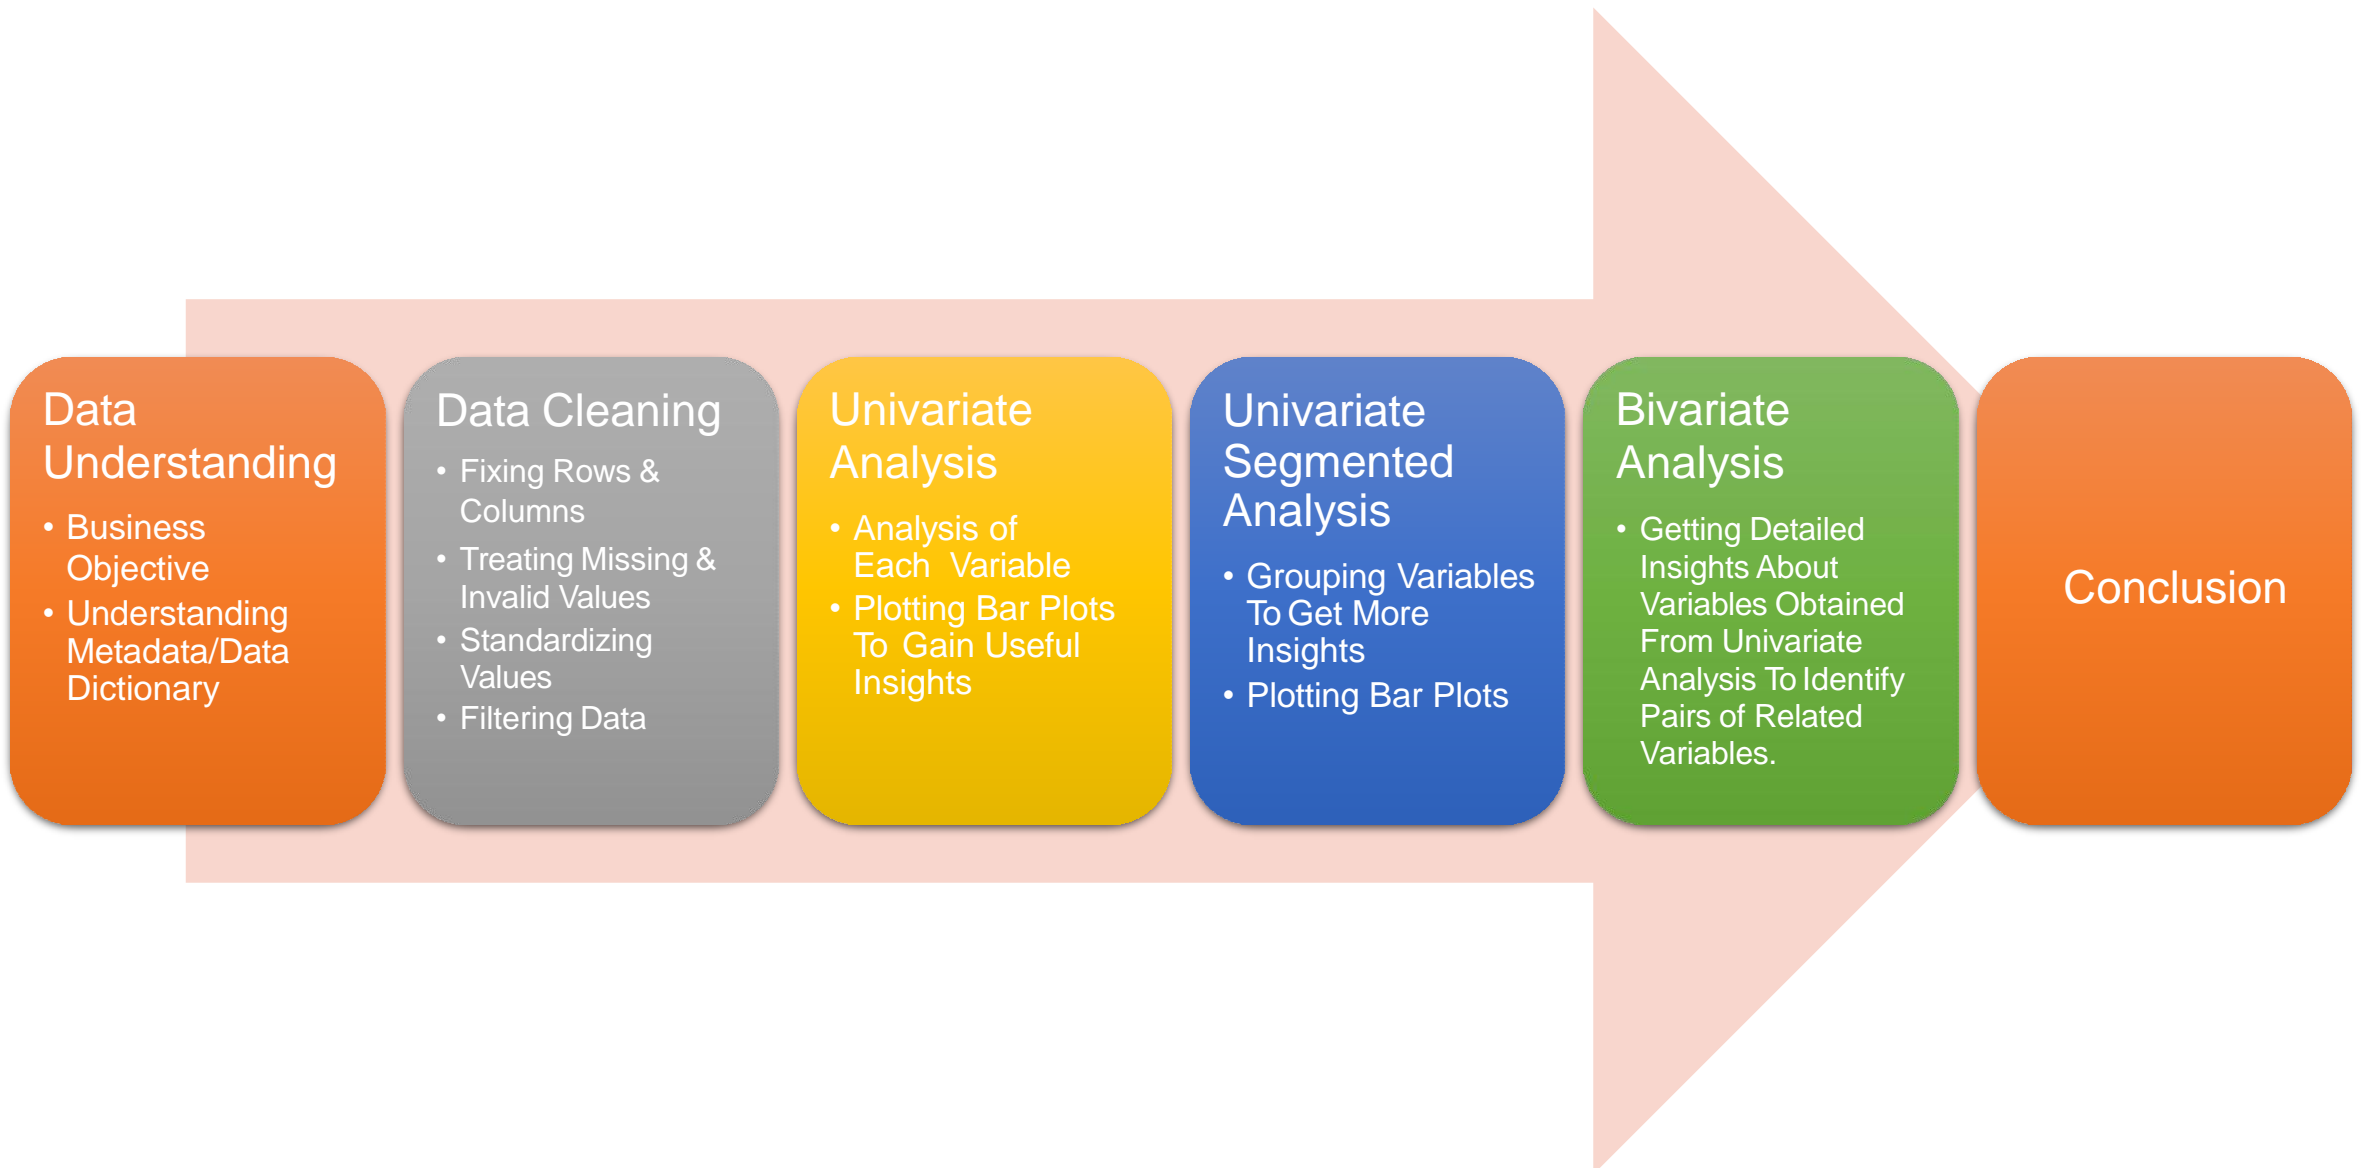 Data
Understanding
• Business
Objective
• Understanding
Metadata/Data
Dictionary
Data Cleaning
• Fixing Rows &
Columns
• Treating Missing &
Invalid Values
• Standardizing
Values
• Filtering Data
Univariate
Analysis
• Analysis of
Each Variable
• Plotting Bar Plots
To Gain Useful
Insights
Univariate
Segmented
Analysis
• Grouping Variables
To Get More
Insights
• Plotting Bar Plots
Bivariate
Analysis
• Getting Detailed
Insights About
Variables Obtained
From Univariate
Analysis To Identify
Pairs of Related
Variables.
Conclusion